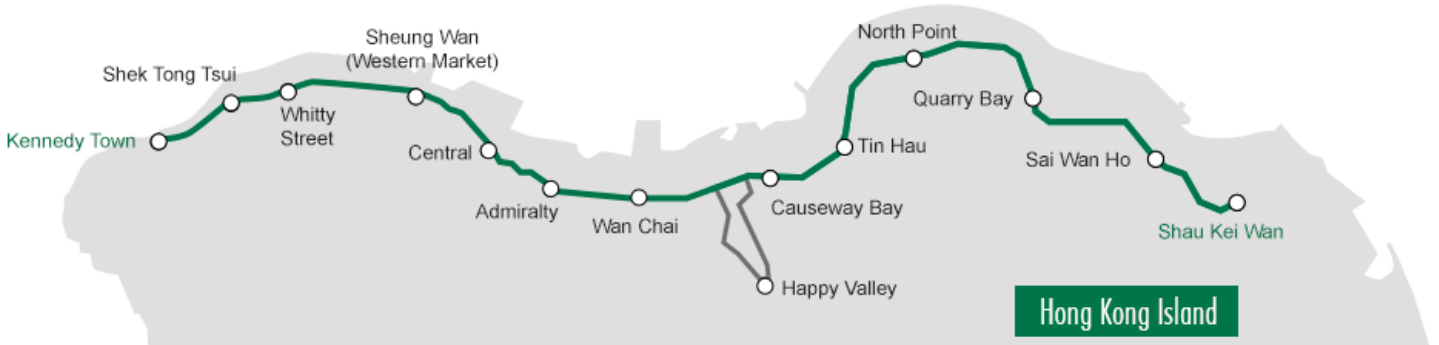 Kennedy Town
Shek Tong Tsui
Whitty
Street
Sheung Wan
(Western Market)
Central
Admiralty
Wan Chai
Causeway Bay
Happy Valley
Tin Hau
North Point
Quarry Bay
Sai Wan Ho
Shau Kei Wan
Hong Kong Island